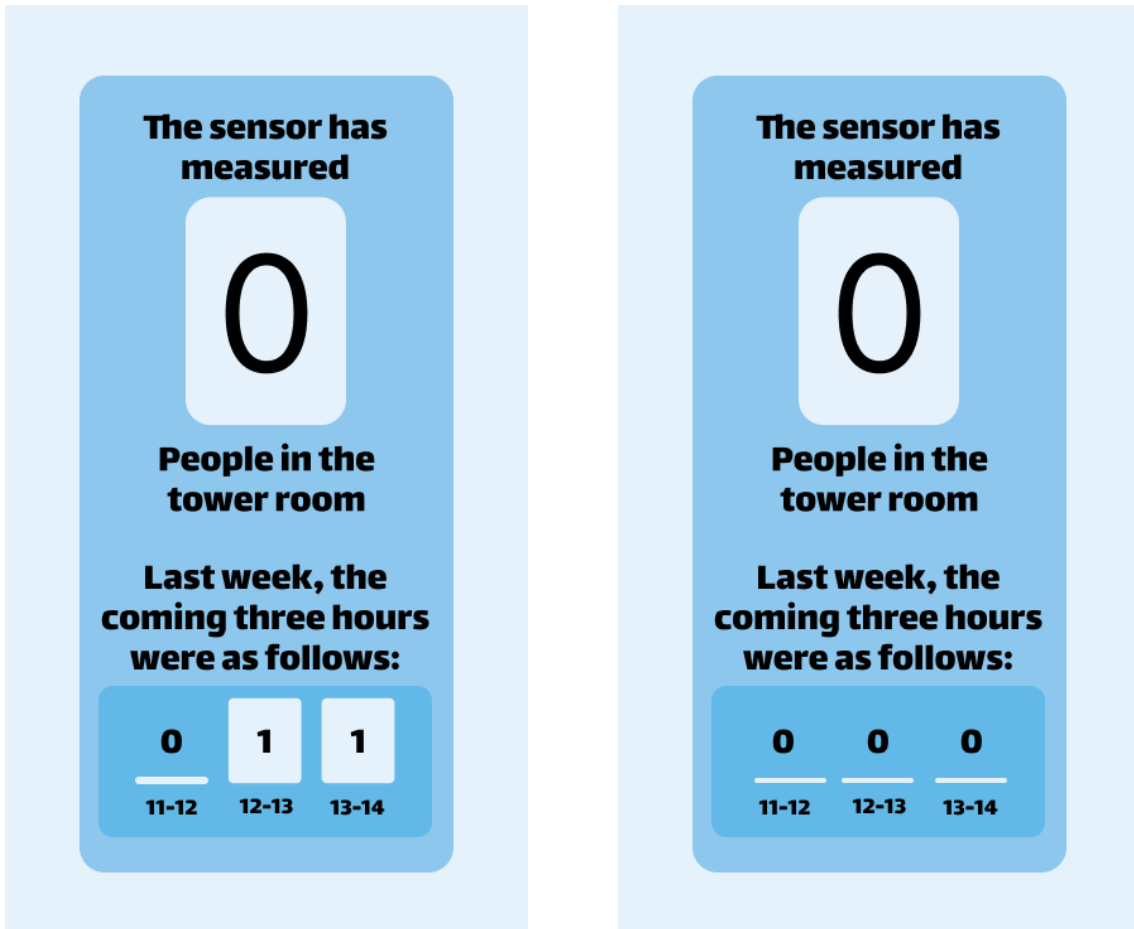 The sensor has
measured
0
People in the
tower room
Last week, the
coming three hours
were as follows:
0 1 1
11-12 12-13 13-14
The sensor has
measured
0
People in the
tower room
Last week, the
coming three hours
were as follows:
0 0 0
11-12 12-13 13-14